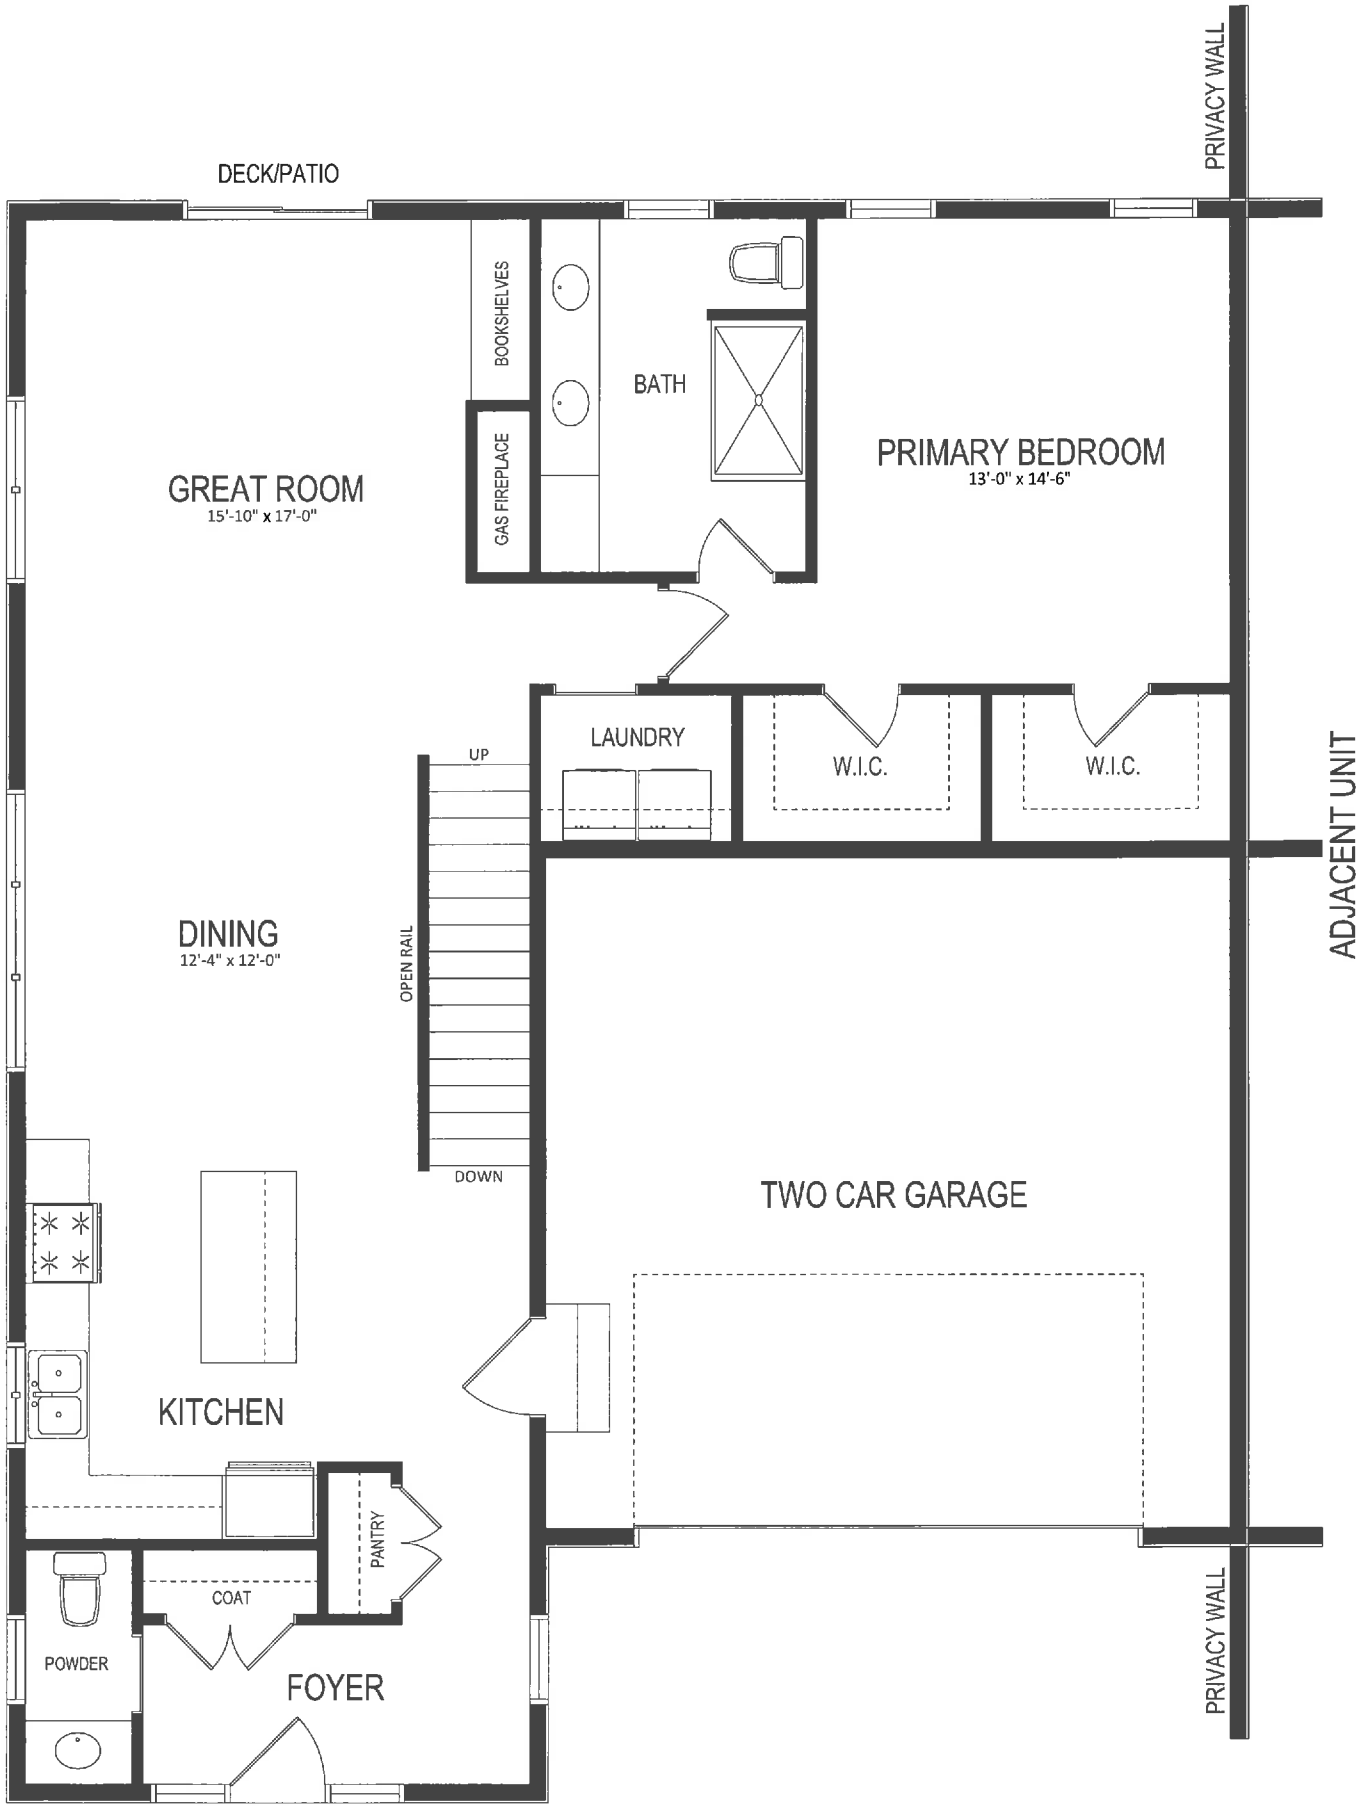 PRIVACY WALL
DECK/PATIO
BOOKSHELVES
BATH
PRIMARY BEDROOM
13'-0" x 14'-6"
GREAT ROOM
15'-10" x 17'-0"
GAS FIREPLACE
LAUNDRY
UP
W.I.C.
W.I.C.
ADJACENT UNIT
DINING
12'-4" x 12'-0"
OPEN RAIL
DOWN
TWO CAR GARAGE
KITCHEN
PANTRY
COAT
POWDER
FOYER
PRIVACY WALL